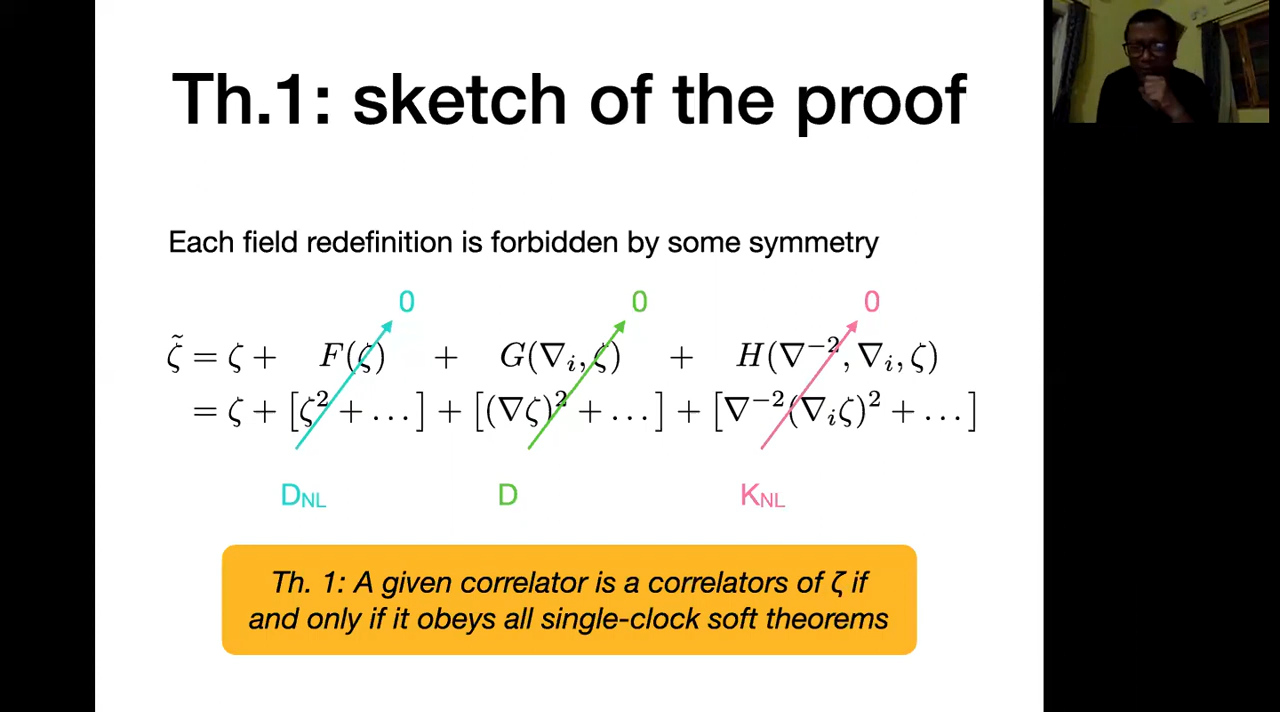 Th.1: sketch of the proof
Each field redefinition is forbidden by some symmetry
0 0 0
ζ̃ = ζ + F(ζ) + G(∇ᵢ, ζ) + H(∇⁻², ∇ᵢ, ζ)
= ζ + [ζ² + …] + [(∇ζ)² + …] + [∇⁻²(∇ᵢζ)² + …]
D_NL D K_NL
Th. 1: A given correlator is a correlators of ζ if
and only if it obeys all single-clock soft theorems